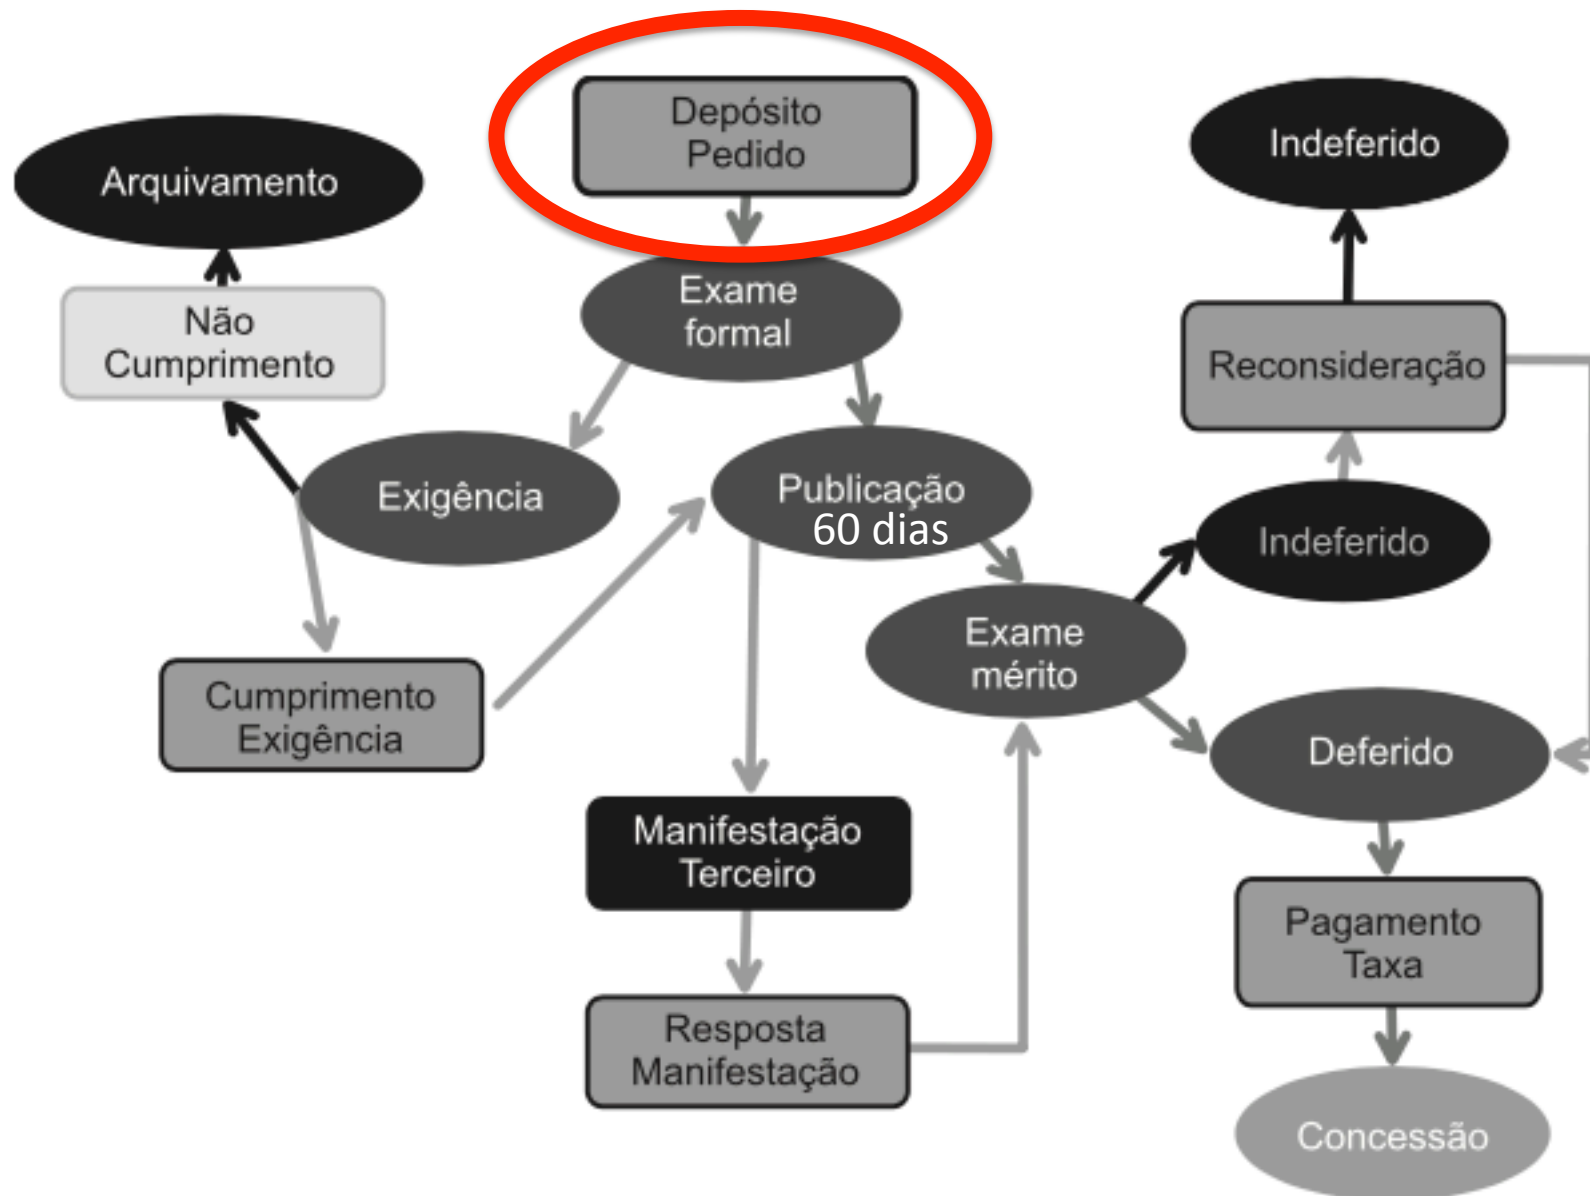 Depósito
Pedido
Indeferido
Arquivamento
Exame
formal
Não
Cumprimento
Reconsideração
Exigência
Publicação
60 dias
Indeferido
Exame
mérito
Cumprimento
Exigência
Deferido
Manifestação
Terceiro
Pagamento
Taxa
Resposta
Manifestação
Concessão